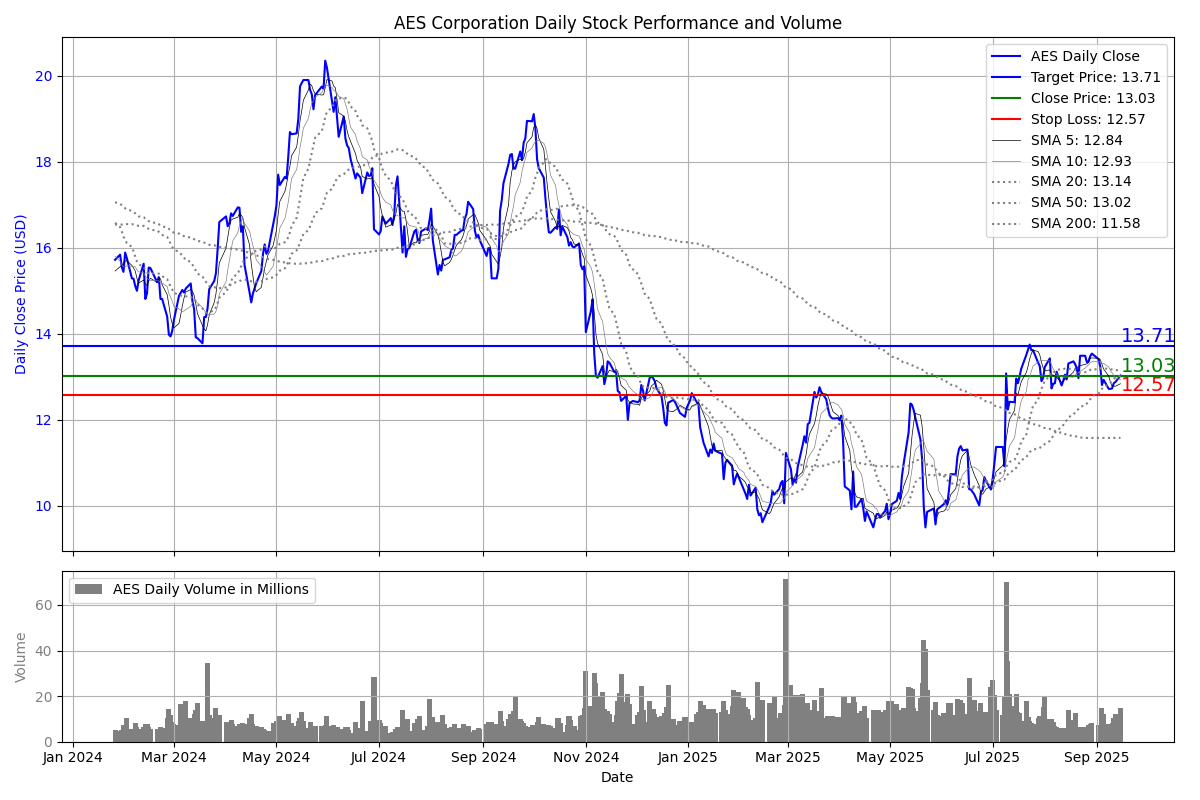 AES Corporation Daily Stock Performance and Volume
Daily Close Price (USD)
20
18
16
14
12
10
AES Daily Close
Target Price: 13.71
Close Price: 13.03
Stop Loss: 12.57
SMA 5: 12.84
SMA 10: 12.93
SMA 20: 13.14
SMA 50: 13.02
SMA 200: 11.58
13.71
13.03
12.57
Volume
60
40
20
0
AES Daily Volume in Millions
Jan 2024 Mar 2024 May 2024 Jul 2024 Sep 2024 Nov 2024 Jan 2025 Mar 2025 May 2025 Jul 2025 Sep 2025
Date